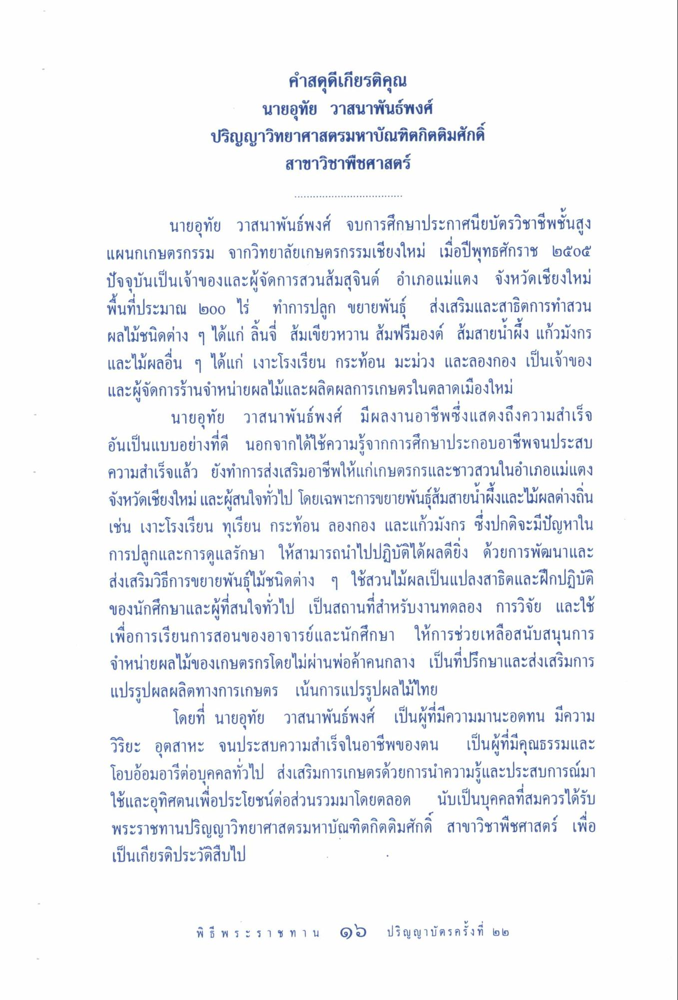 คำสดุดีเกียรติคุณ
นายอุทัย วาสนาพันธ์พงศ์
ปริญญาวิทยาศาสตรมหาบัณฑิตกิตติมศักดิ์
สาขาวิชาพืชศาสตร์
....................................
นายอุทัย วาสนาพันธ์พงศ์ จบการศึกษาประกาศนียบัตรวิชาชีพชั้นสูง
แผนกเกษตรกรรม จากวิทยาลัยเกษตรกรรมเชียงใหม่ เมื่อปีพุทธศักราช ๒๕๐๕
ปัจจุบันเป็นเจ้าของและผู้จัดการสวนส้มสุจินต์ อำเภอแม่แตง จังหวัดเชียงใหม่
พื้นที่ประมาณ ๒๐๐ ไร่ ทำการปลูก ขยายพันธุ์ ส่งเสริมและสาธิตการทำสวน
ผลไม้ชนิดต่าง ๆ ได้แก่ ลิ้นจี่ ส้มเขียวหวาน ส้มฟรีมองต์ ส้มสายน้ำผึ้ง แก้วมังกร
และไม้ผลอื่น ๆ ได้แก่ เงาะโรงเรียน กระท้อน มะม่วง และลองกอง เป็นเจ้าของ
และผู้จัดการร้านจำหน่ายผลไม้และผลิตผลการเกษตรในตลาดเมืองใหม่
นายอุทัย วาสนาพันธ์พงศ์ มีผลงานอาชีพซึ่งแสดงถึงความสำเร็จ
อันเป็นแบบอย่างที่ดี นอกจากได้ใช้ความรู้จากการศึกษาประกอบอาชีพจนประสบ
ความสำเร็จแล้ว ยังทำการส่งเสริมอาชีพให้แก่เกษตรกรและชาวสวนในอำเภอแม่แตง
จังหวัดเชียงใหม่ และผู้สนใจทั่วไป โดยเฉพาะการขยายพันธุ์ส้มสายน้ำผึ้งและไม้ผลต่างถิ่น
เช่น เงาะโรงเรียน ทุเรียน กระท้อน ลองกอง และแก้วมังกร ซึ่งปกติจะมีปัญหาใน
การปลูกและการดูแลรักษา ให้สามารถนำไปปฏิบัติได้ผลดียิ่ง ด้วยการพัฒนาและ
ส่งเสริมวิธีการขยายพันธุ์ไม้ชนิดต่าง ๆ ใช้สวนไม้ผลเป็นแปลงสาธิตและฝึกปฏิบัติ
ของนักศึกษาและผู้ที่สนใจทั่วไป เป็นสถานที่สำหรับงานทดลอง การวิจัย และใช้
เพื่อการเรียนการสอนของอาจารย์และนักศึกษา ให้การช่วยเหลือสนับสนุนการ
จำหน่ายผลไม้ของเกษตรกรโดยไม่ผ่านพ่อค้าคนกลาง เป็นที่ปรึกษาและส่งเสริมการ
แปรรูปผลผลิตทางการเกษตร เน้นการแปรรูปผลไม้ไทย
โดยที่ นายอุทัย วาสนาพันธ์พงศ์ เป็นผู้ที่มีความมานะอดทน มีความ
วิริยะ อุตสาหะ จนประสบความสำเร็จในอาชีพของตน เป็นผู้ที่มีคุณธรรมและ
โอบอ้อมอารีต่อบุคคลทั่วไป ส่งเสริมการเกษตรด้วยการนำความรู้และประสบการณ์มา
ใช้และอุทิศตนเพื่อประโยชน์ต่อส่วนรวมมาโดยตลอด นับเป็นบุคคลที่สมควรได้รับ
พระราชทานปริญญาวิทยาศาสตรมหาบัณฑิตกิตติมศักดิ์ สาขาวิชาพืชศาสตร์ เพื่อ
เป็นเกียรติประวัติสืบไป
พิธีพระราชทาน ๑๖ ปริญญาบัตรครั้งที่ ๒๒